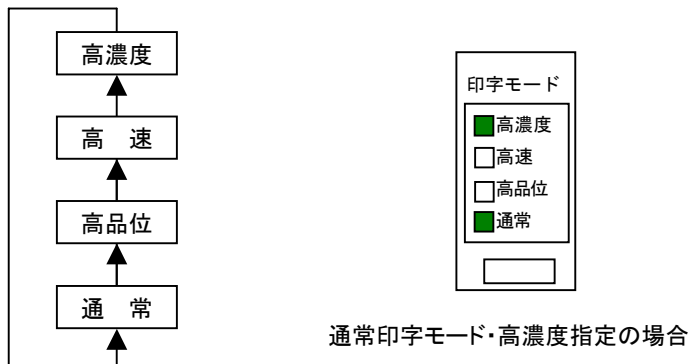 高濃度
高　速
高品位
通　常
印字モード
高濃度
高速
高品位
通常
通常印字モード・高濃度指定の場合